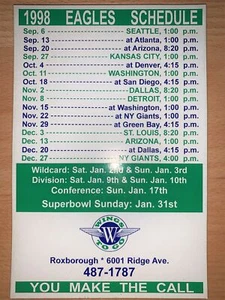 1998 EAGLES SCHEDULE
Sep. 6 SEATTLE, 1:00 p.m.
Sep. 13 at Atlanta, 1:00 p.m.
Sep. 20 at Arizona, 8:20 p.m.
Sep. 27 KANSAS CITY, 1:00 p.m.
Oct. 4 at Denver, 4:15 p.m.
Oct. 11 WASHINGTON, 1:00 p.m.
Oct. 18 at San Diego, 4:15 p.m.
Nov. 2 DALLAS, 8:20 p.m.
Nov. 8 DETROIT, 1:00 p.m.
Nov. 15 at Washington, 1:00 p.m.
Nov. 22 at NY Giants, 1:00 p.m.
Nov. 29 at Green Bay, 4:15 p.m.
Dec. 3 ST. LOUIS, 8:20 p.m.
Dec. 13 ARIZONA, 1:00 p.m.
Dec. 20 at Dallas, 4:15 p.m.
Dec. 27 NY GIANTS, 4:00 p.m.
Wildcard: Sat. Jan. 2nd & Sun. Jan. 3rd
Division: Sat. Jan. 9th & Sun. Jan. 10th
Conference: Sun. Jan. 17th
Superbowl Sunday: Jan. 31st
WINGS
W
TO GO
Roxborough * 6001 Ridge Ave.
487-1787
YOU MAKE THE CALL